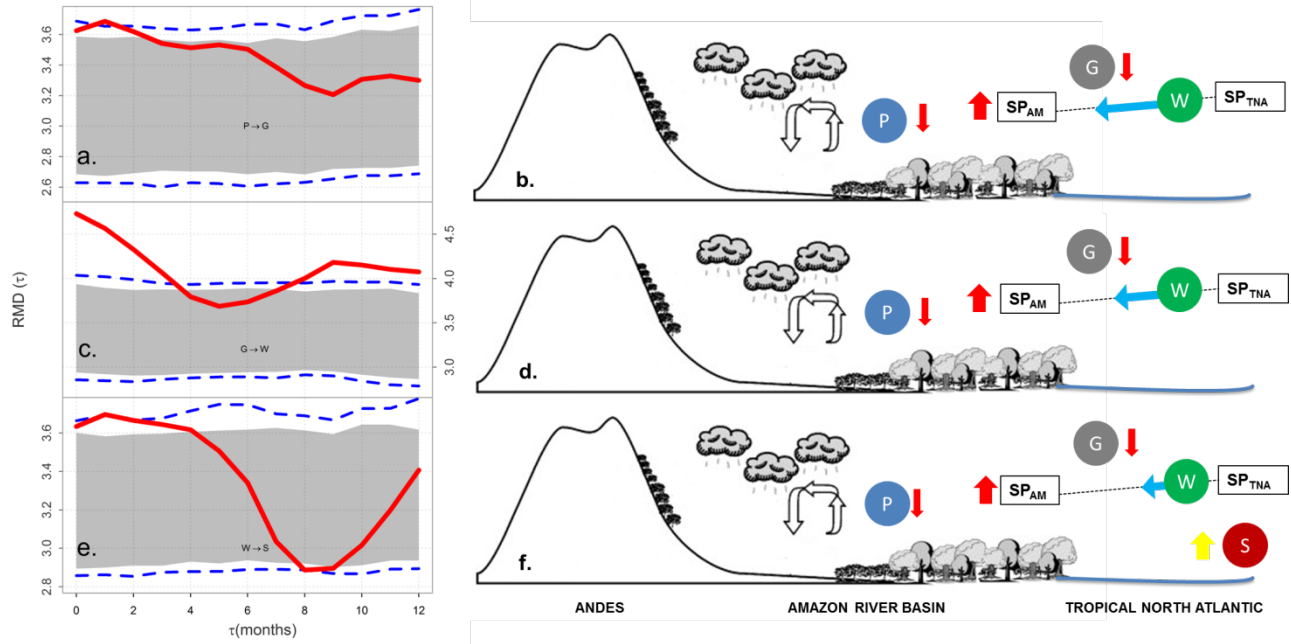 3.6
3.4
3.2
3.0
2.8
2.6
P→G
a.
4.5
4.0
3.5
3.0
G→W
c.
3.6
3.4
3.2
3.0
2.8
W→S
e.
RMD (τ)
0 2 4 6 8 10 12
τ(months)
G
W
SP_TNA
SP_AM
P
b.
G
W
SP_TNA
SP_AM
P
d.
G
W
SP_TNA
SP_AM
P
S
f.
ANDES AMAZON RIVER BASIN TROPICAL NORTH ATLANTIC